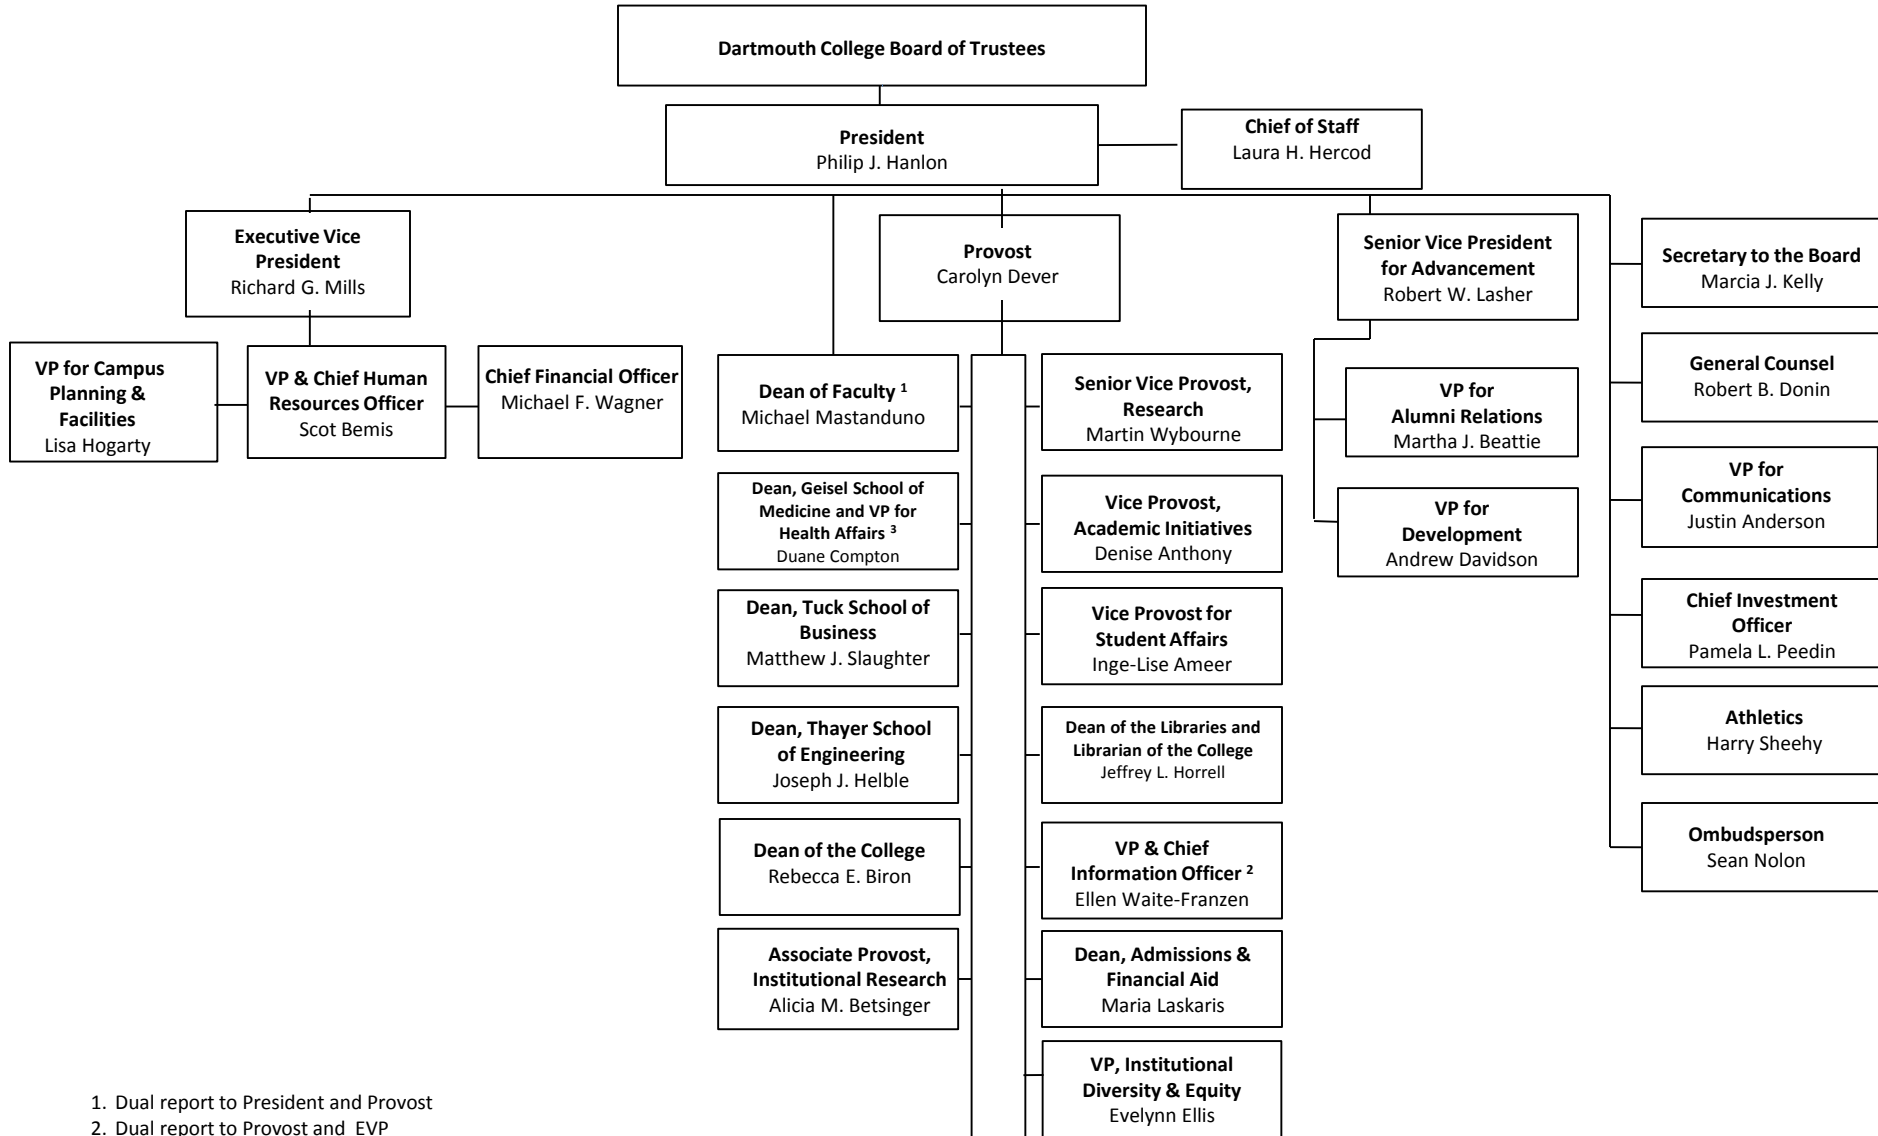 Dartmouth College Board of Trustees
President
Philip J. Hanlon
Chief of Staff
Laura H. Hercod
Executive Vice
President
Richard G. Mills
Provost
Carolyn Dever
Senior Vice President
for Advancement
Robert W. Lasher
Secretary to the Board
Marcia J. Kelly
VP for Campus
Planning &
Facilities
Lisa Hogarty
VP & Chief Human
Resources Officer
Scot Bemis
Chief Financial Officer
Michael F. Wagner
Dean of Faculty ¹
Michael Mastanduno
Senior Vice Provost,
Research
Martin Wybourne
VP for
Alumni Relations
Martha J. Beattie
General Counsel
Robert B. Donin
Dean, Geisel School of
Medicine and VP for
Health Affairs ³
Duane Compton
Vice Provost,
Academic Initiatives
Denise Anthony
VP for
Development
Andrew Davidson
VP for
Communications
Justin Anderson
Dean, Tuck School of
Business
Matthew J. Slaughter
Vice Provost for
Student Affairs
Inge-Lise Ameer
Chief Investment
Officer
Pamela L. Peedin
Dean, Thayer School
of Engineering
Joseph J. Helble
Dean of the Libraries and
Librarian of the College
Jeffrey L. Horrell
Athletics
Harry Sheehy
Dean of the College
Rebecca E. Biron
VP & Chief
Information Officer ²
Ellen Waite-Franzen
Ombudsperson
Sean Nolon
Associate Provost,
Institutional Research
Alicia M. Betsinger
Dean, Admissions &
Financial Aid
Maria Laskaris
VP, Institutional
Diversity & Equity
Evelynn Ellis
1. Dual report to President and Provost
2. Dual report to Provost and EVP